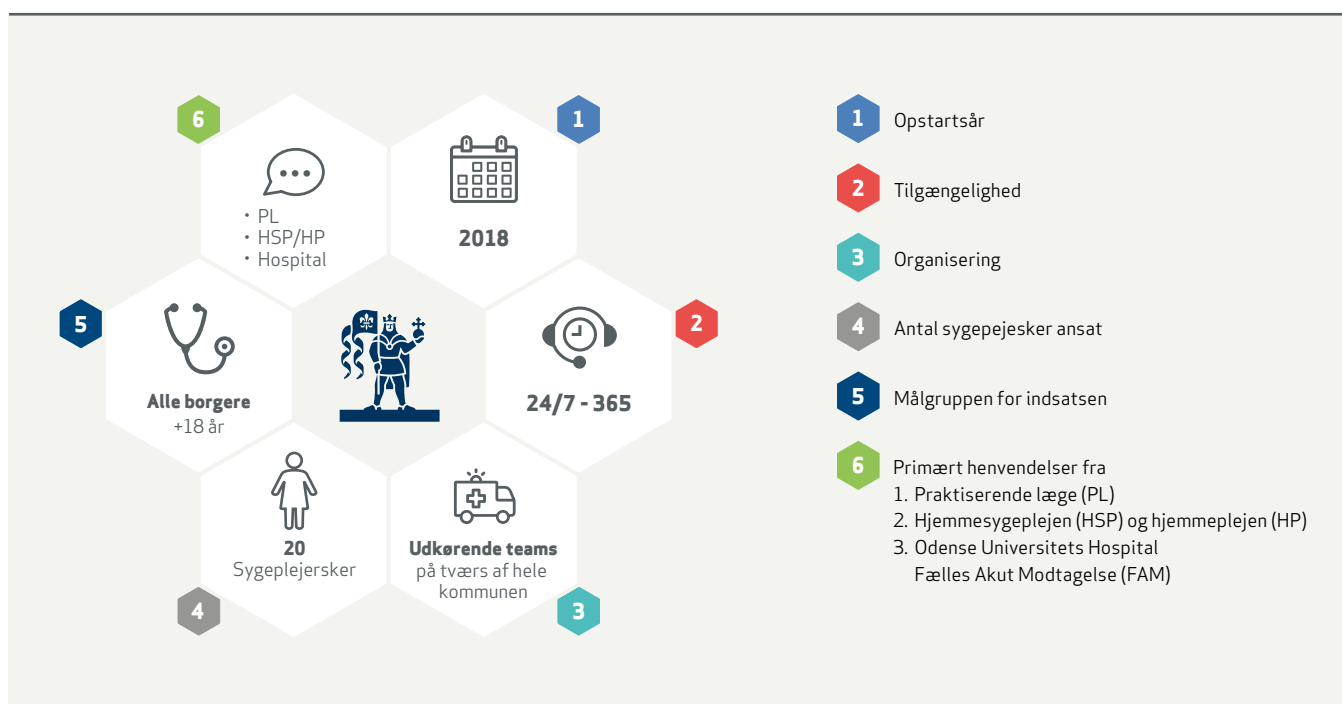 6
1
• PL
• HSP/HP
• Hospital
2018
5
2
Alle borgere
+18 år
24/7 - 365
20
Sygeplejersker
Udkørende teams
på tværs af hele
kommunen
4
3
1 Opstartsår
2 Tilgængelighed
3 Organisering
4 Antal sygepejesker ansat
5 Målgruppen for indsatsen
6 Primært henvendelser fra
1. Praktiserende læge (PL)
2. Hjemmesygeplejen (HSP) og hjemmeplejen (HP)
3. Odense Universitets Hospital
Fælles Akut Modtagelse (FAM)